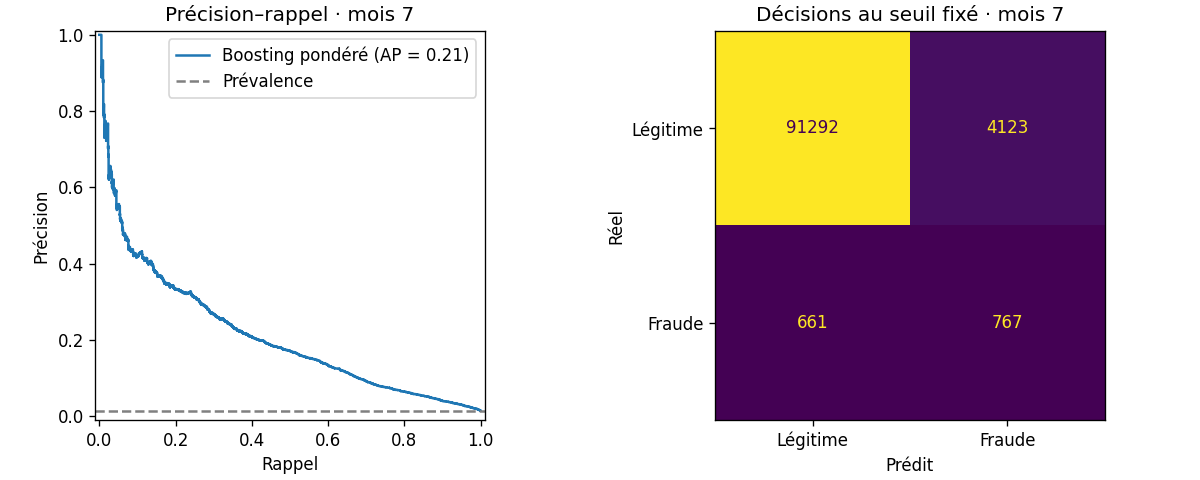 Précision–rappel · mois 7
Boosting pondéré (AP = 0.21)
Prévalence
1.0
0.8
0.6
0.4
0.2
0.0
Précision
0.0
0.2
0.4
0.6
0.8
1.0
Rappel
Décisions au seuil fixé · mois 7
Réel
Légitime
91292
4123
Fraude
661
767
Légitime
Fraude
Prédit